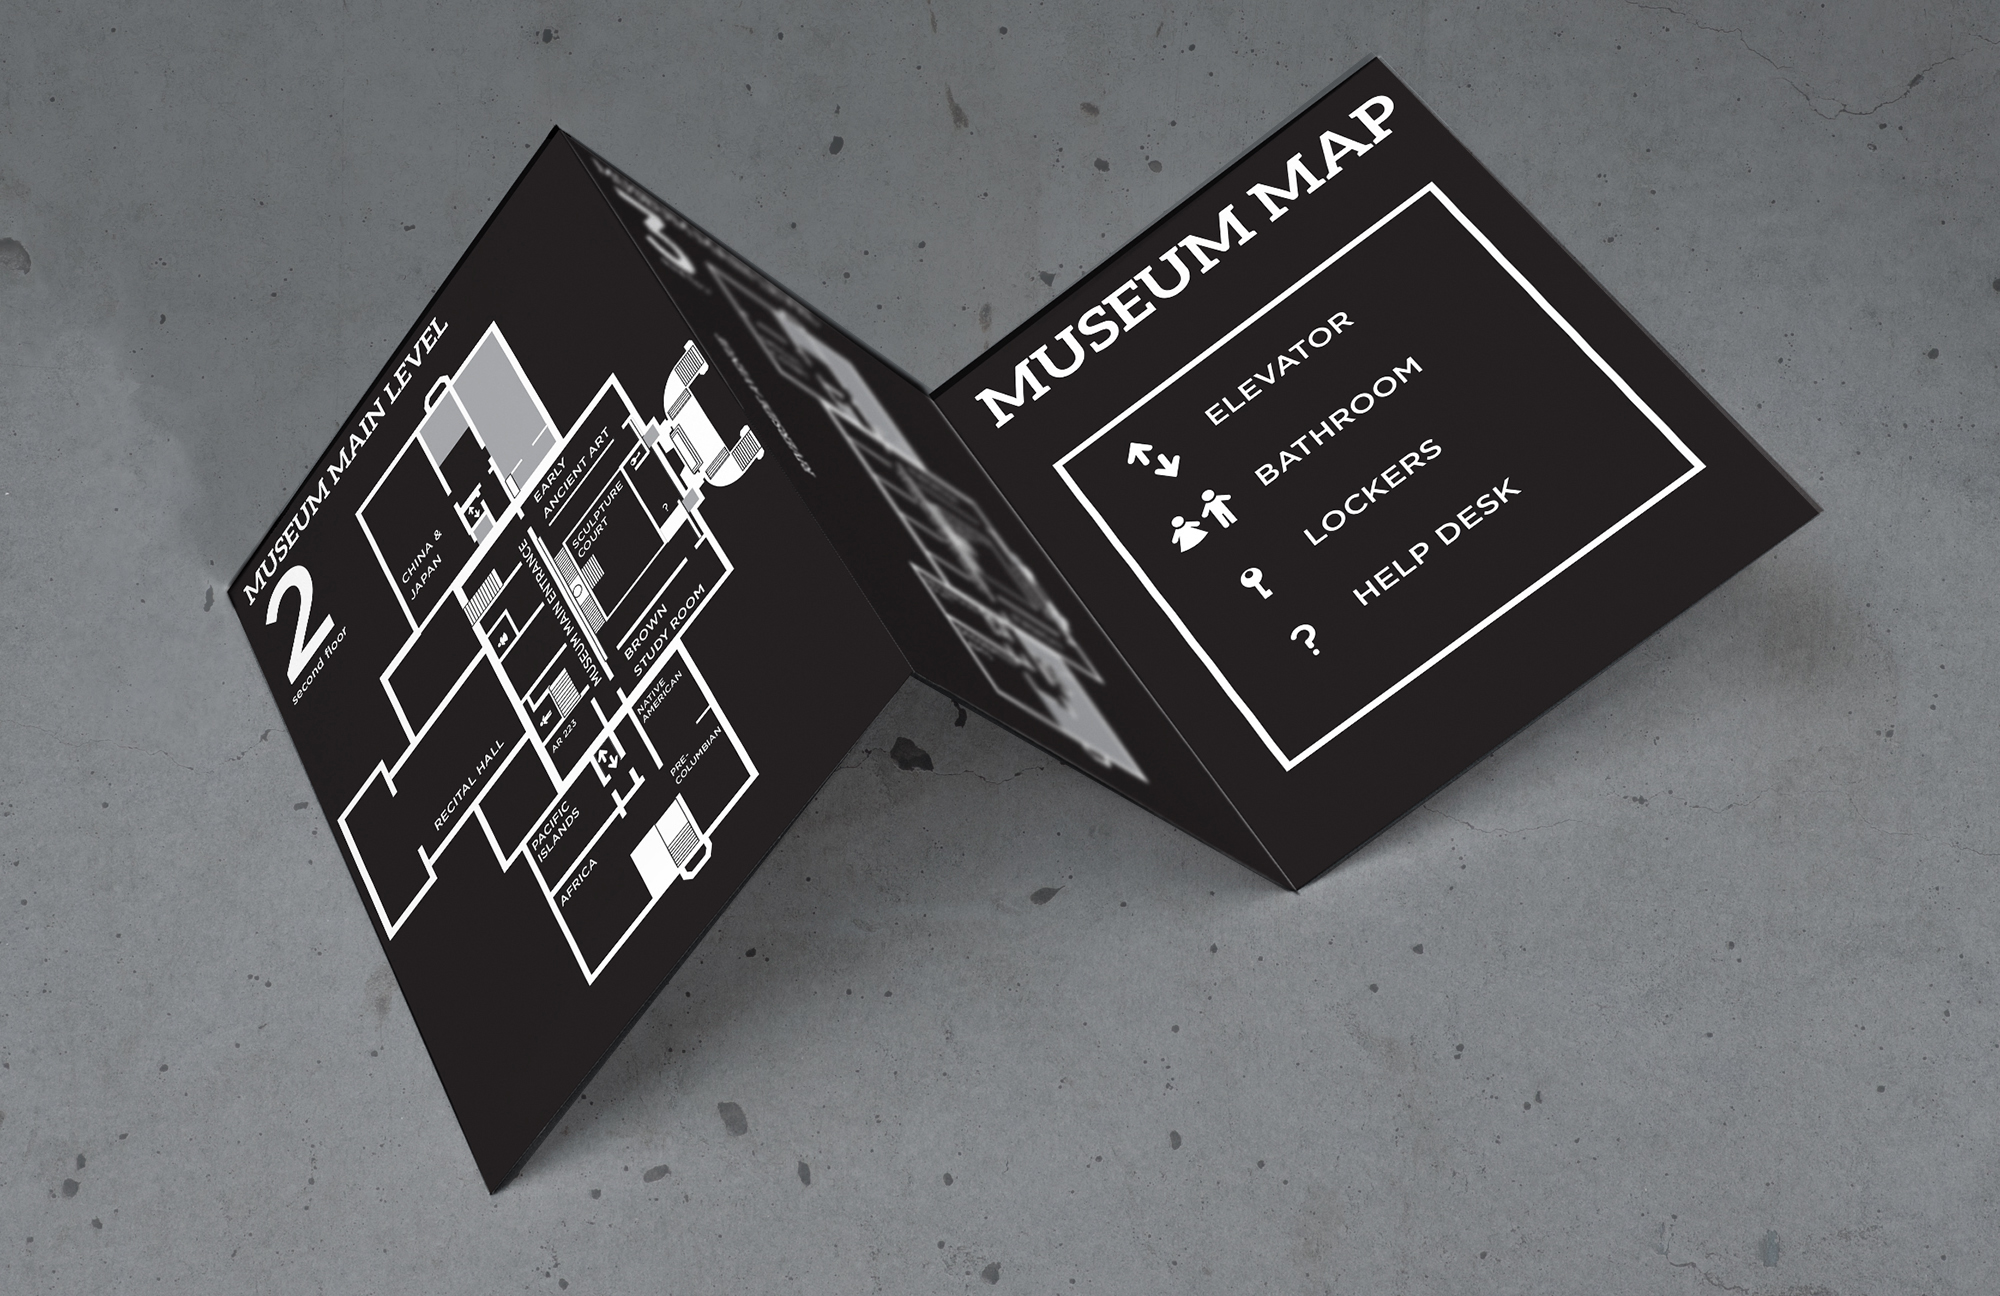 MUSEUM MAIN LEVEL
2
second floor
CHINA &
JAPAN
EARLY
ANCIENT ART
SCULPTURE
COURT
?
MUSEUM MAIN ENTRANCE
BROWN
STUDY ROOM
NATIVE
AMERICAN
AR 223
PRE-
COLUMBIAN
RECITAL HALL
PACIFIC
ISLANDS
AFRICA
MUSEUM MAP
ELEVATOR
BATHROOM
LOCKERS
? HELP DESK